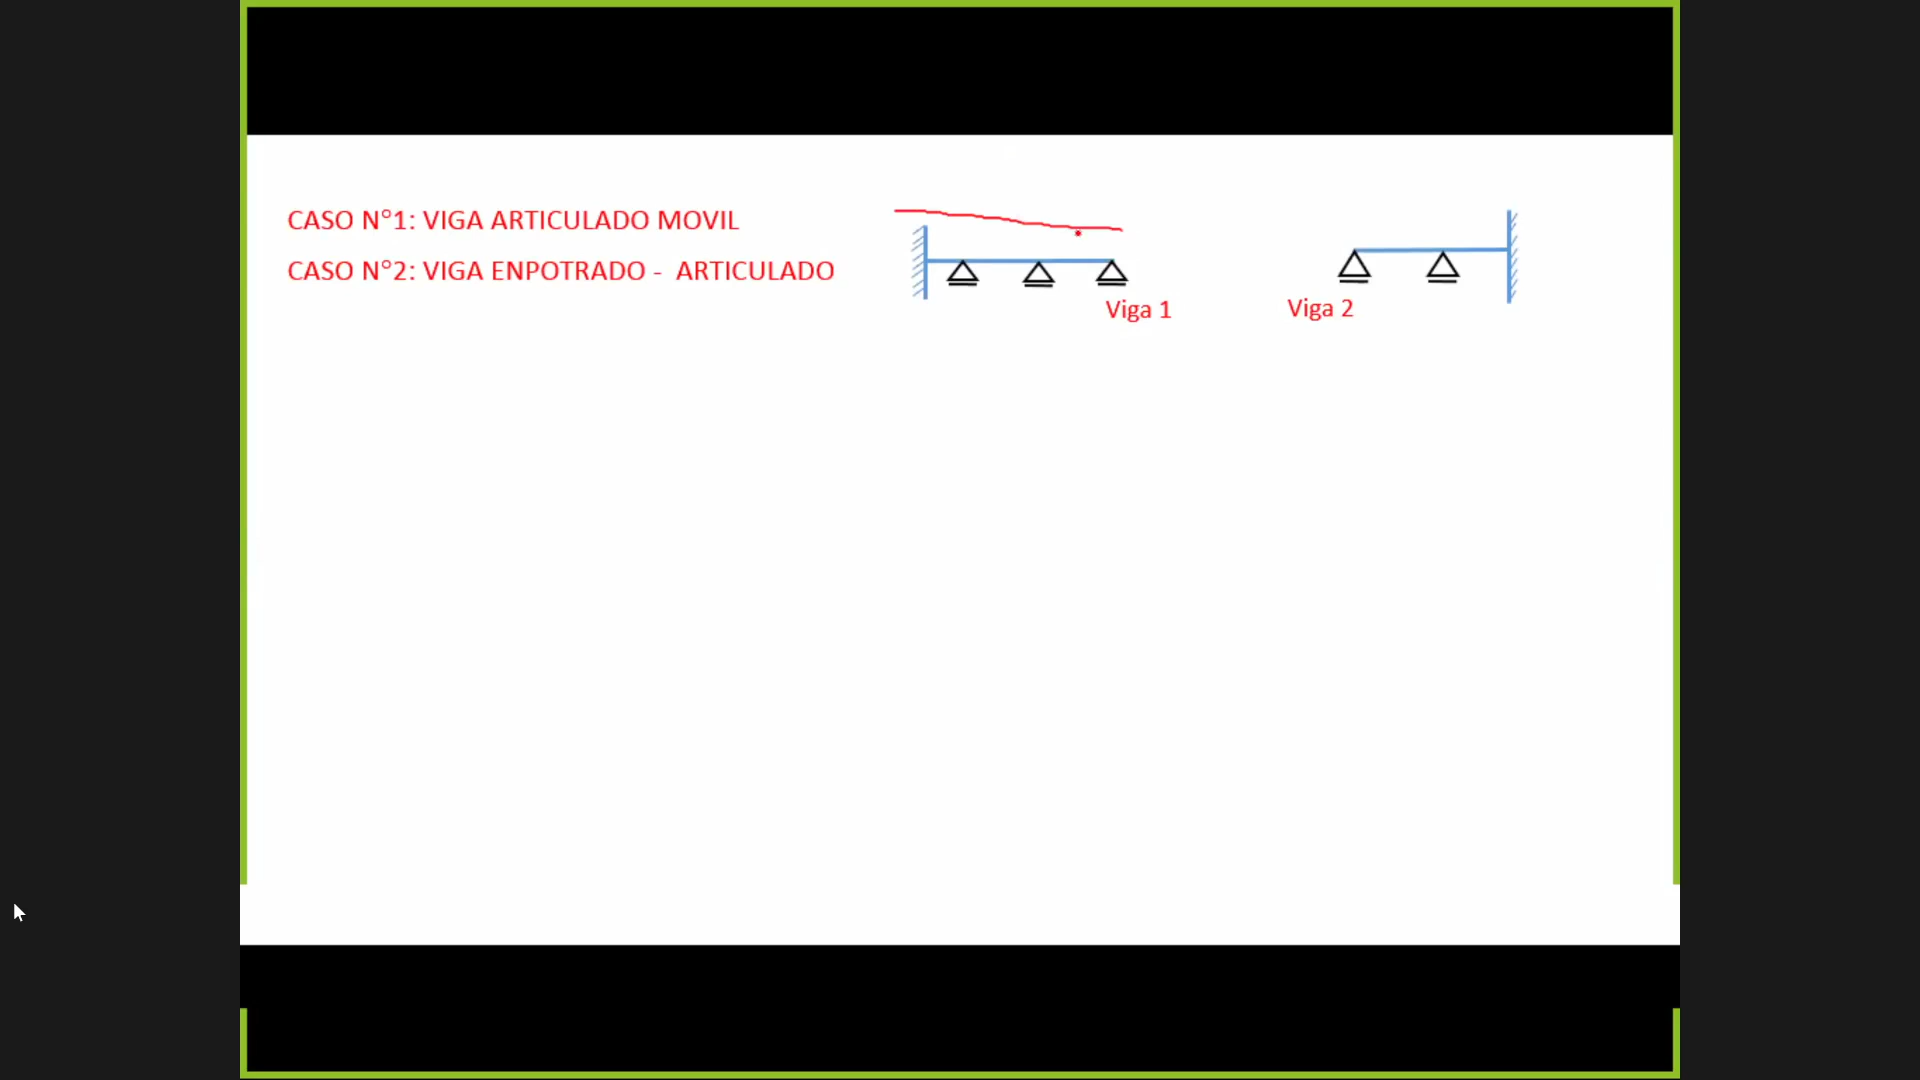 CASO N°1: VIGA ARTICULADO MOVIL
CASO N°2: VIGA ENPOTRADO - ARTICULADO
Viga 1
Viga 2